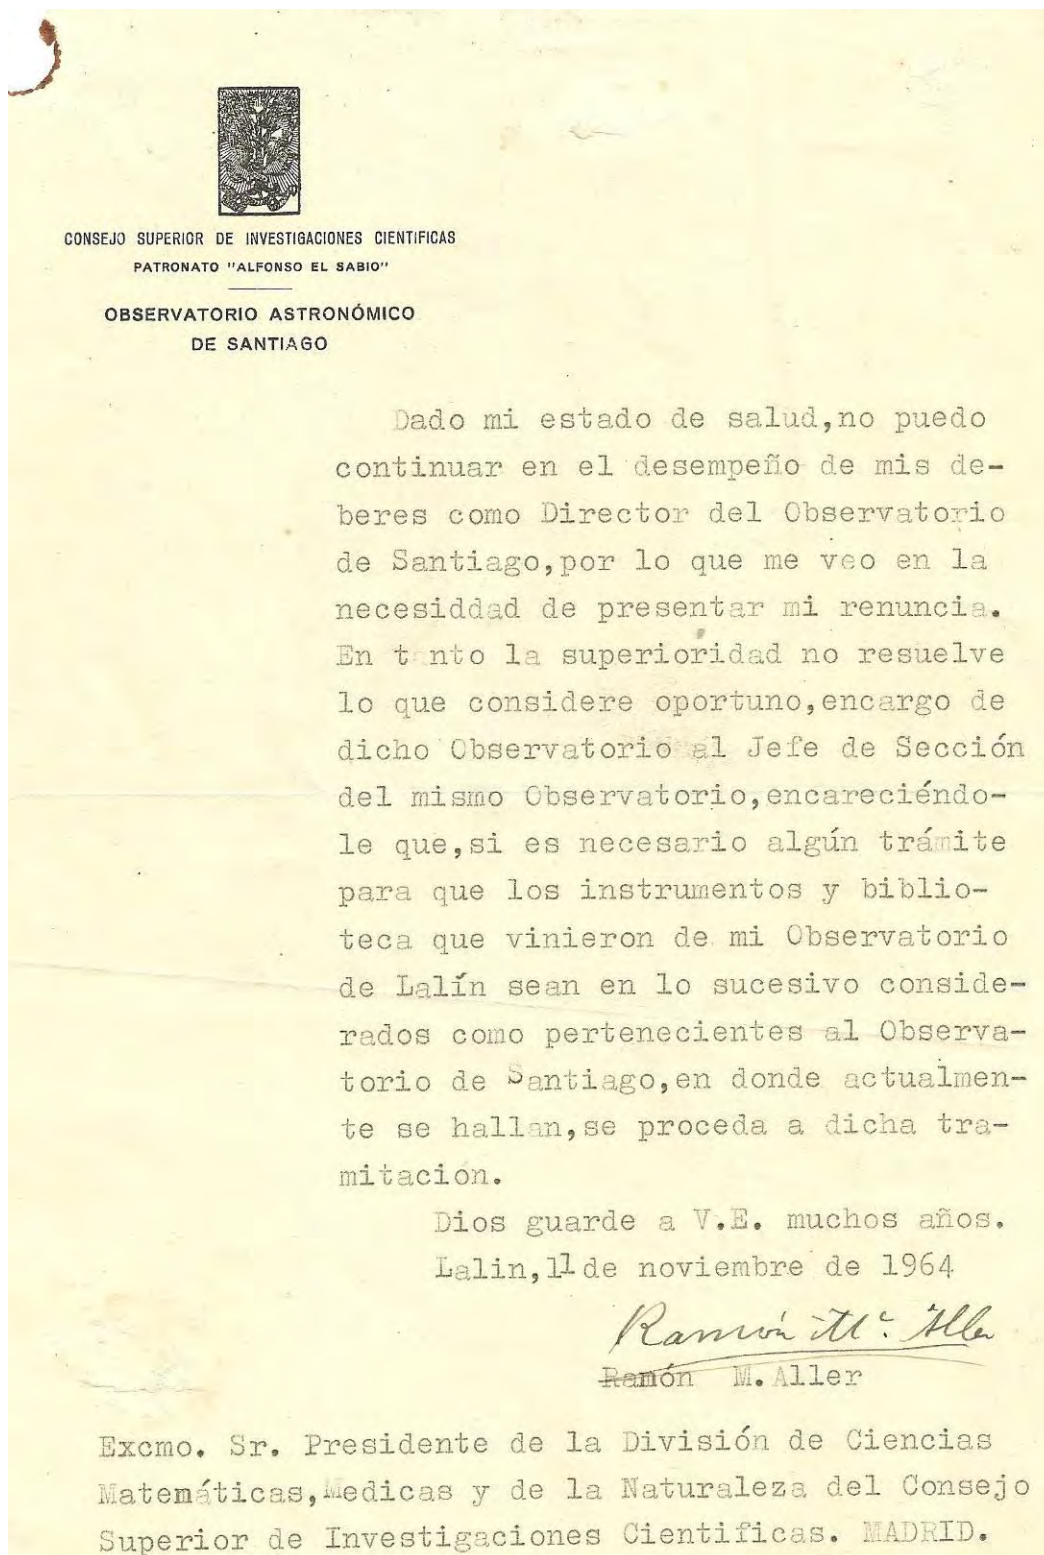 CONSEJO SUPERIOR DE INVESTIGACIONES CIENTIFICAS
PATRONATO "ALFONSO EL SABIO"
OBSERVATORIO ASTRONÓMICO
DE SANTIAGO
Dado mi estado de salud,no puedo
continuar en el desempeño de mis de-
beres como Director del Observatorio
de Santiago,por lo que me veo en la
necesiddad de presentar mi renuncia.
En tanto la superioridad no resuelve
lo que considere oportuno,encargo de
dicho Observatorio al Jefe de Sección
del mismo Observatorio,encareciéndo-
le que,si es necesario algún trámite
para que los instrumentos y biblio-
teca que vinieron de mi Observatorio
de Lalín sean en lo sucesivo conside-
rados como pertenecientes al Observa-
torio de Santiago,en donde actualmen-
te se hallan,se proceda a dicha tra-
mitación.
Dios guarde a V.E. muchos años.
Lalin,11 de noviembre de 1964
Ramón Mª. Aller
Ramón M. Aller
Excmo. Sr. Presidente de la División de Ciencias
Matemáticas,Medicas y de la Naturaleza del Consejo
Superior de Investigaciones Cientificas. MADRID.